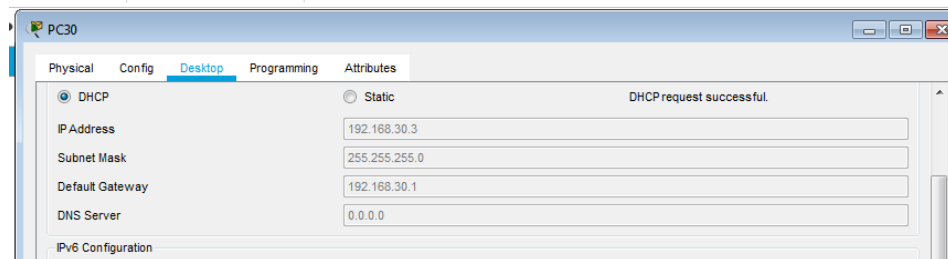 PC30
Physical Config Desktop Programming Attributes
DHCP Static DHCP request successful.
IP Address 192.168.30.3
Subnet Mask 255.255.255.0
Default Gateway 192.168.30.1
DNS Server 0.0.0.0
IPv6 Configuration